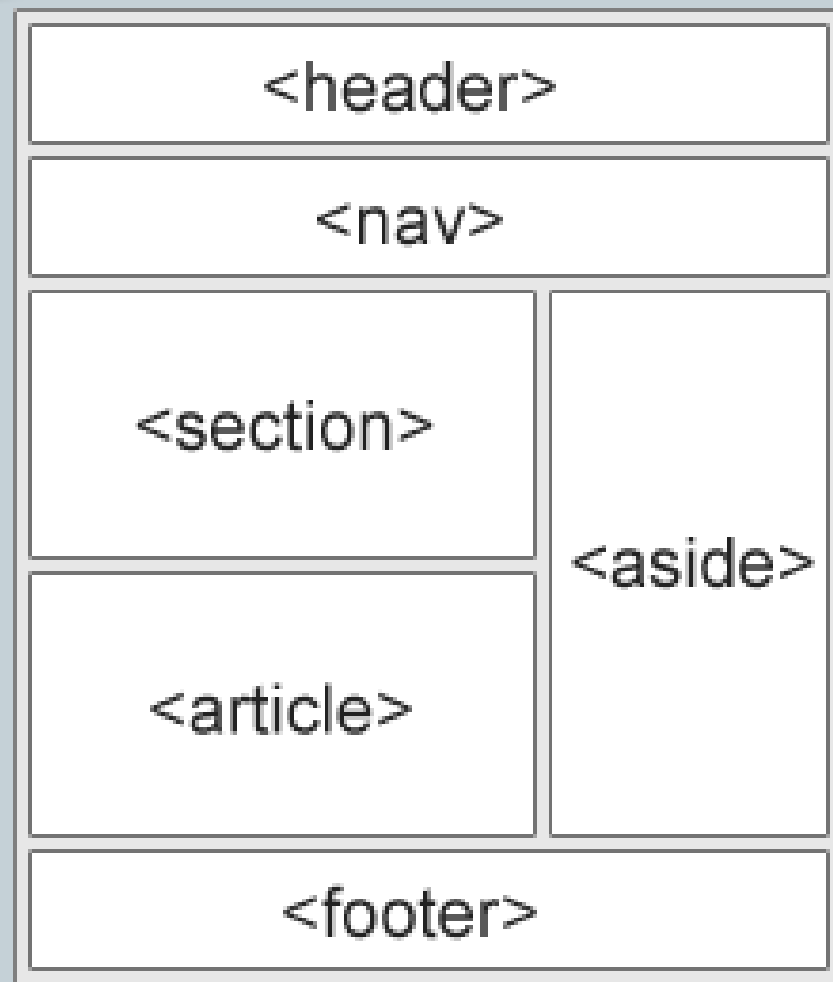 <header>
<nav>
<section>
<aside>
<article>
<footer>